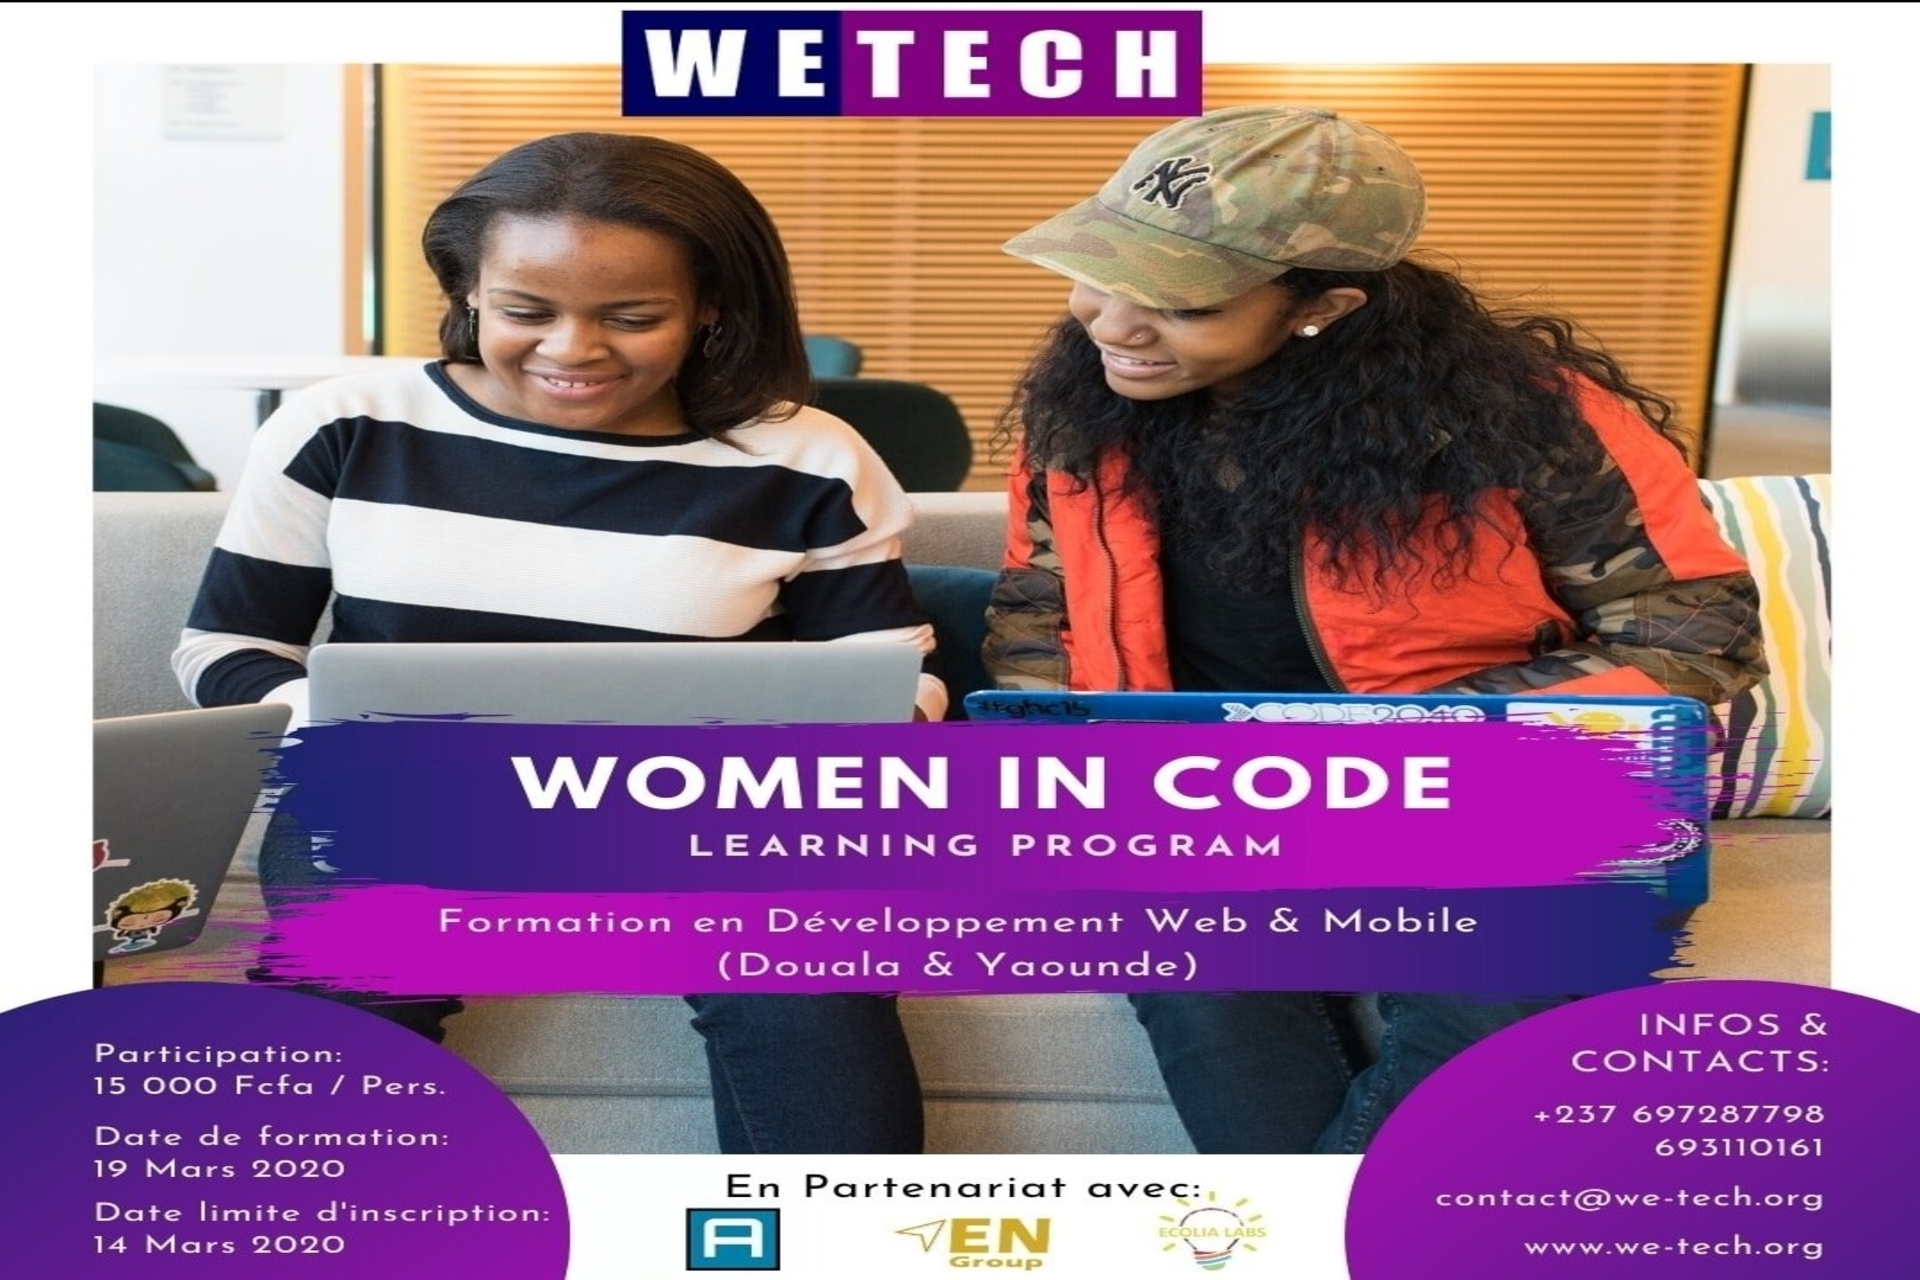 WETECH
#ghc15
CODE2040
WOMEN IN CODE
LEARNING PROGRAM
Formation en Développement Web & Mobile
(Douala & Yaounde)
Participation:
15 000 Fcfa / Pers.
Date de formation:
19 Mars 2020
Date limite d'inscription:
14 Mars 2020
En Partenariat avec:
A
EN
Group
ECOLIA LABS
INFOS &
CONTACTS:
+237 697287798
693110161
contact@we-tech.org
www.we-tech.org